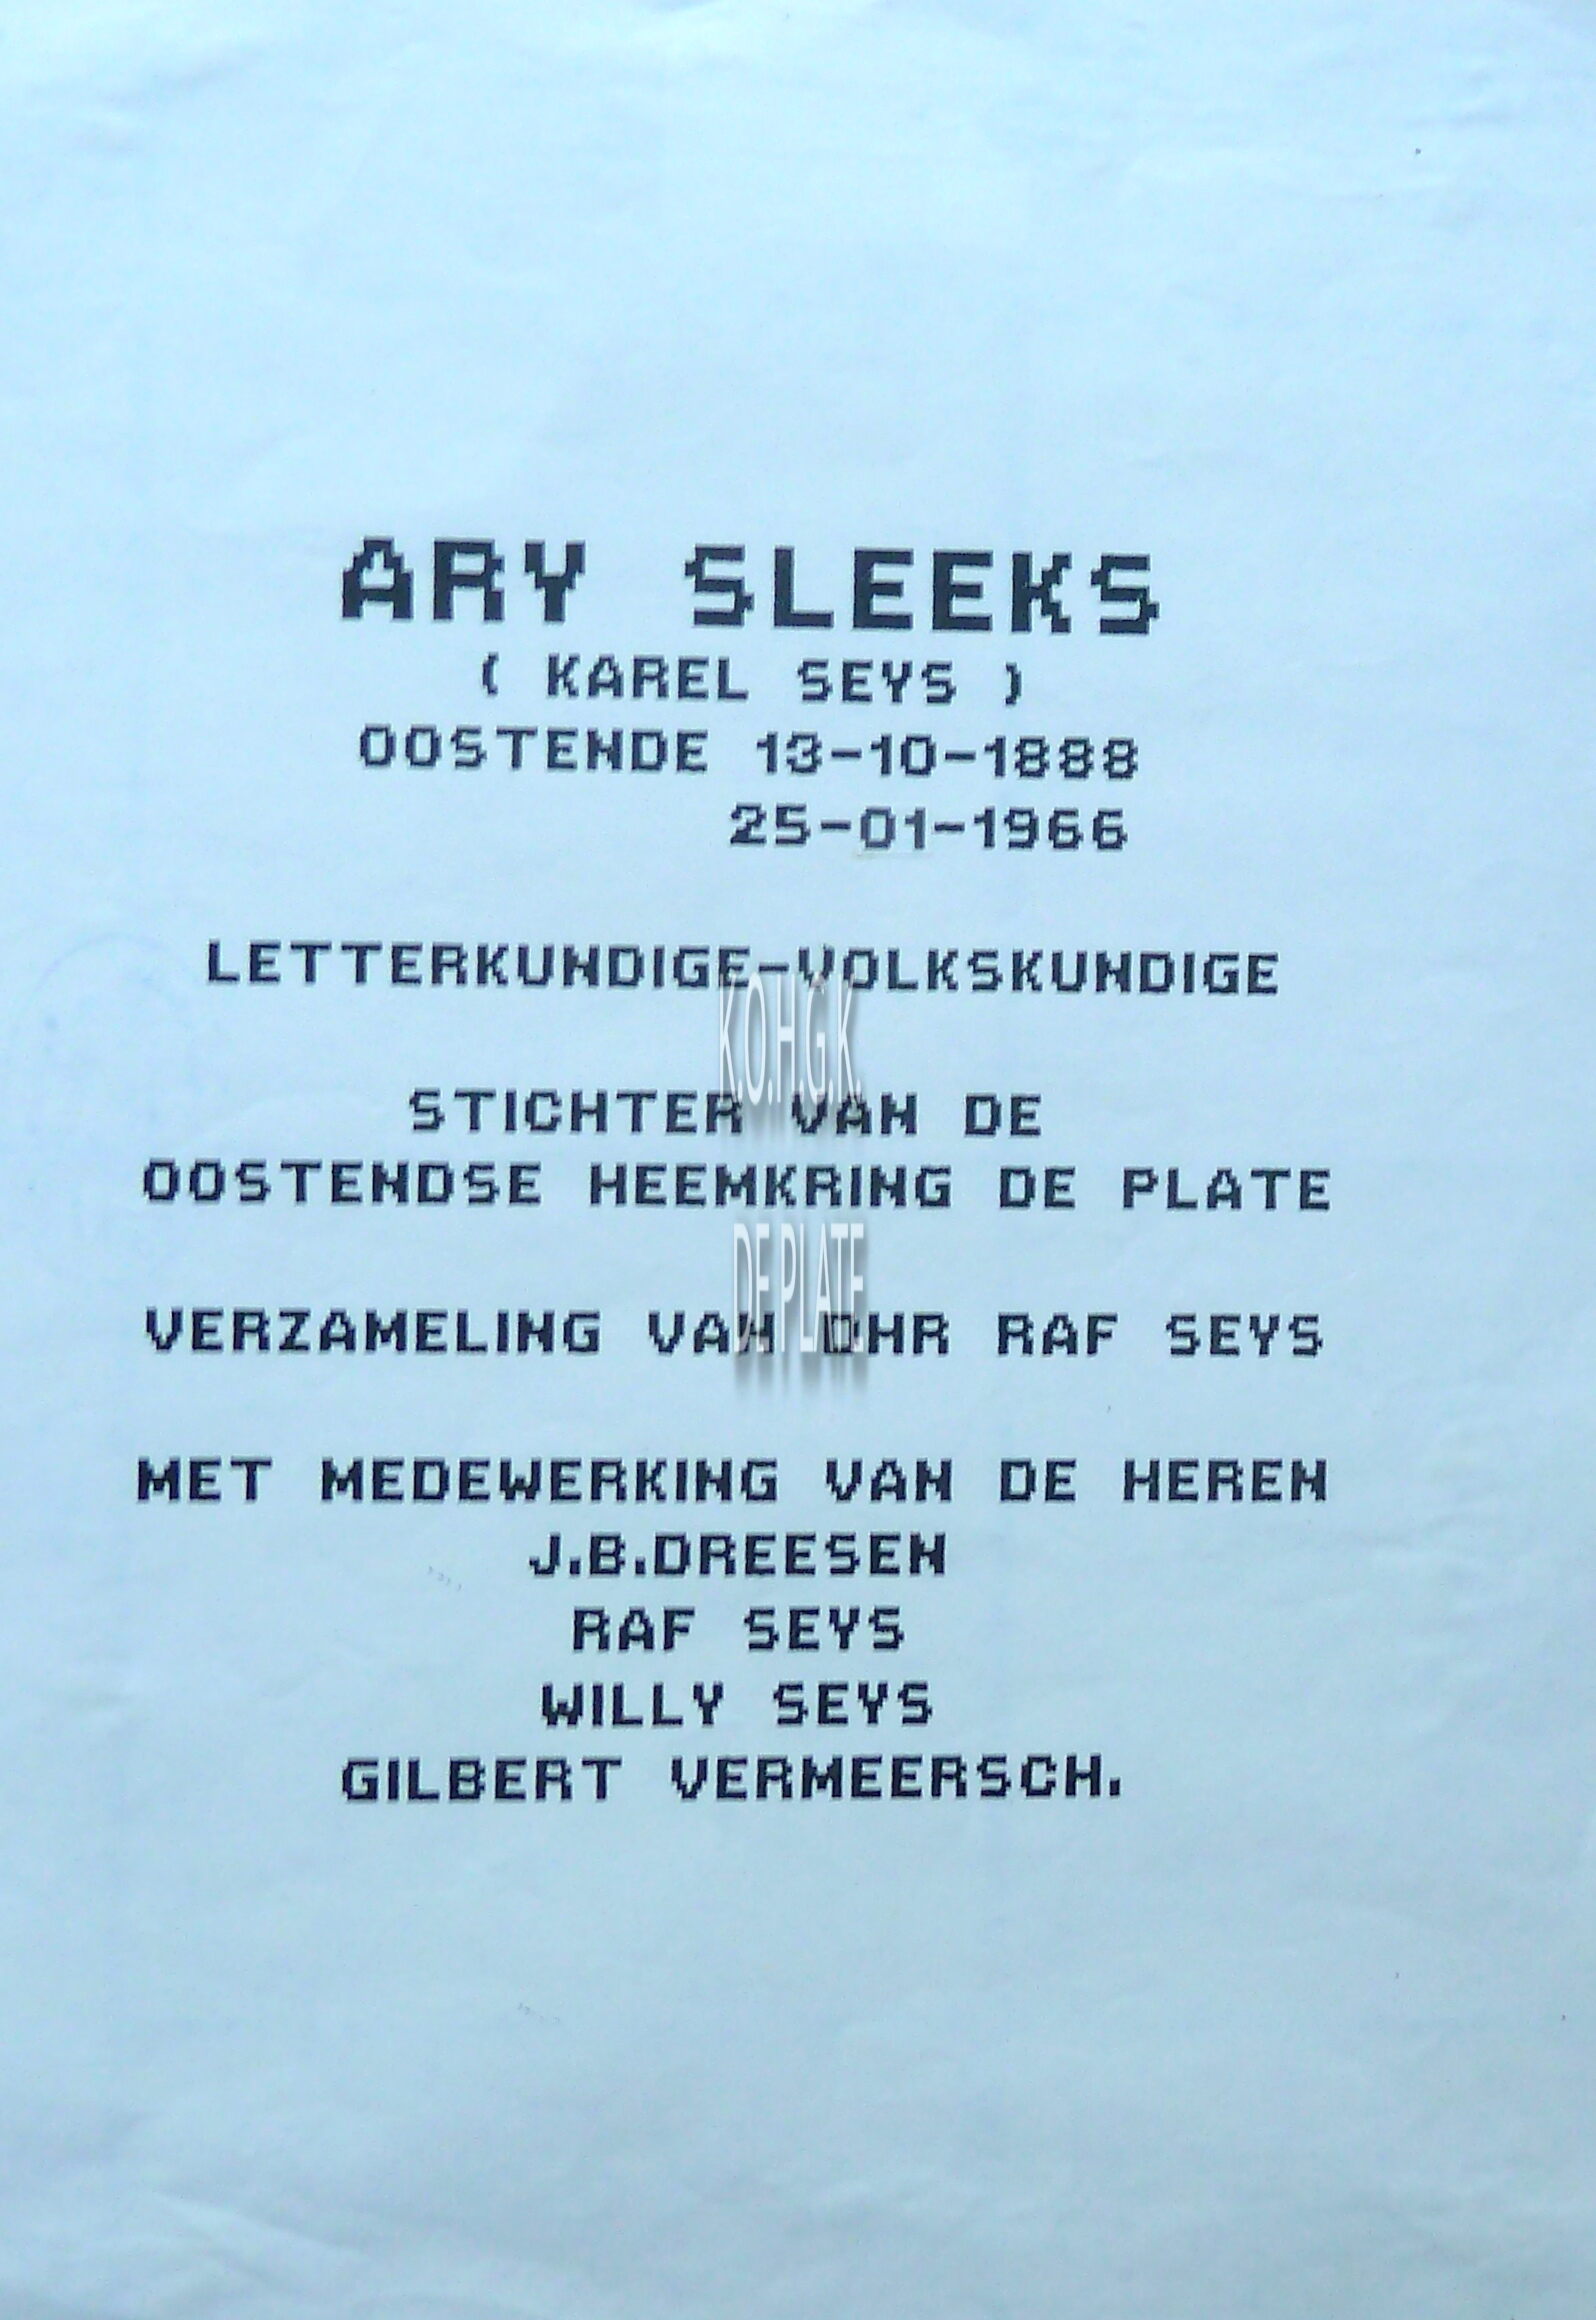 ARY SLEEKS
( KAREL SEYS )
OOSTENDE 13-10-1888
25-01-1966
LETTERKUNDIGE-VOLKSKUNDIGE
K.O.H.G.K.
STICHTER VAN DE
OOSTENDSE HEEMKRING DE PLATE
DE PLATE
VERZAMELING VAN DHR RAF SEYS
MET MEDEWERKING VAN DE HEREN
J.B.DREESEN
RAF SEYS
WILLY SEYS
GILBERT VERMEERSCH.